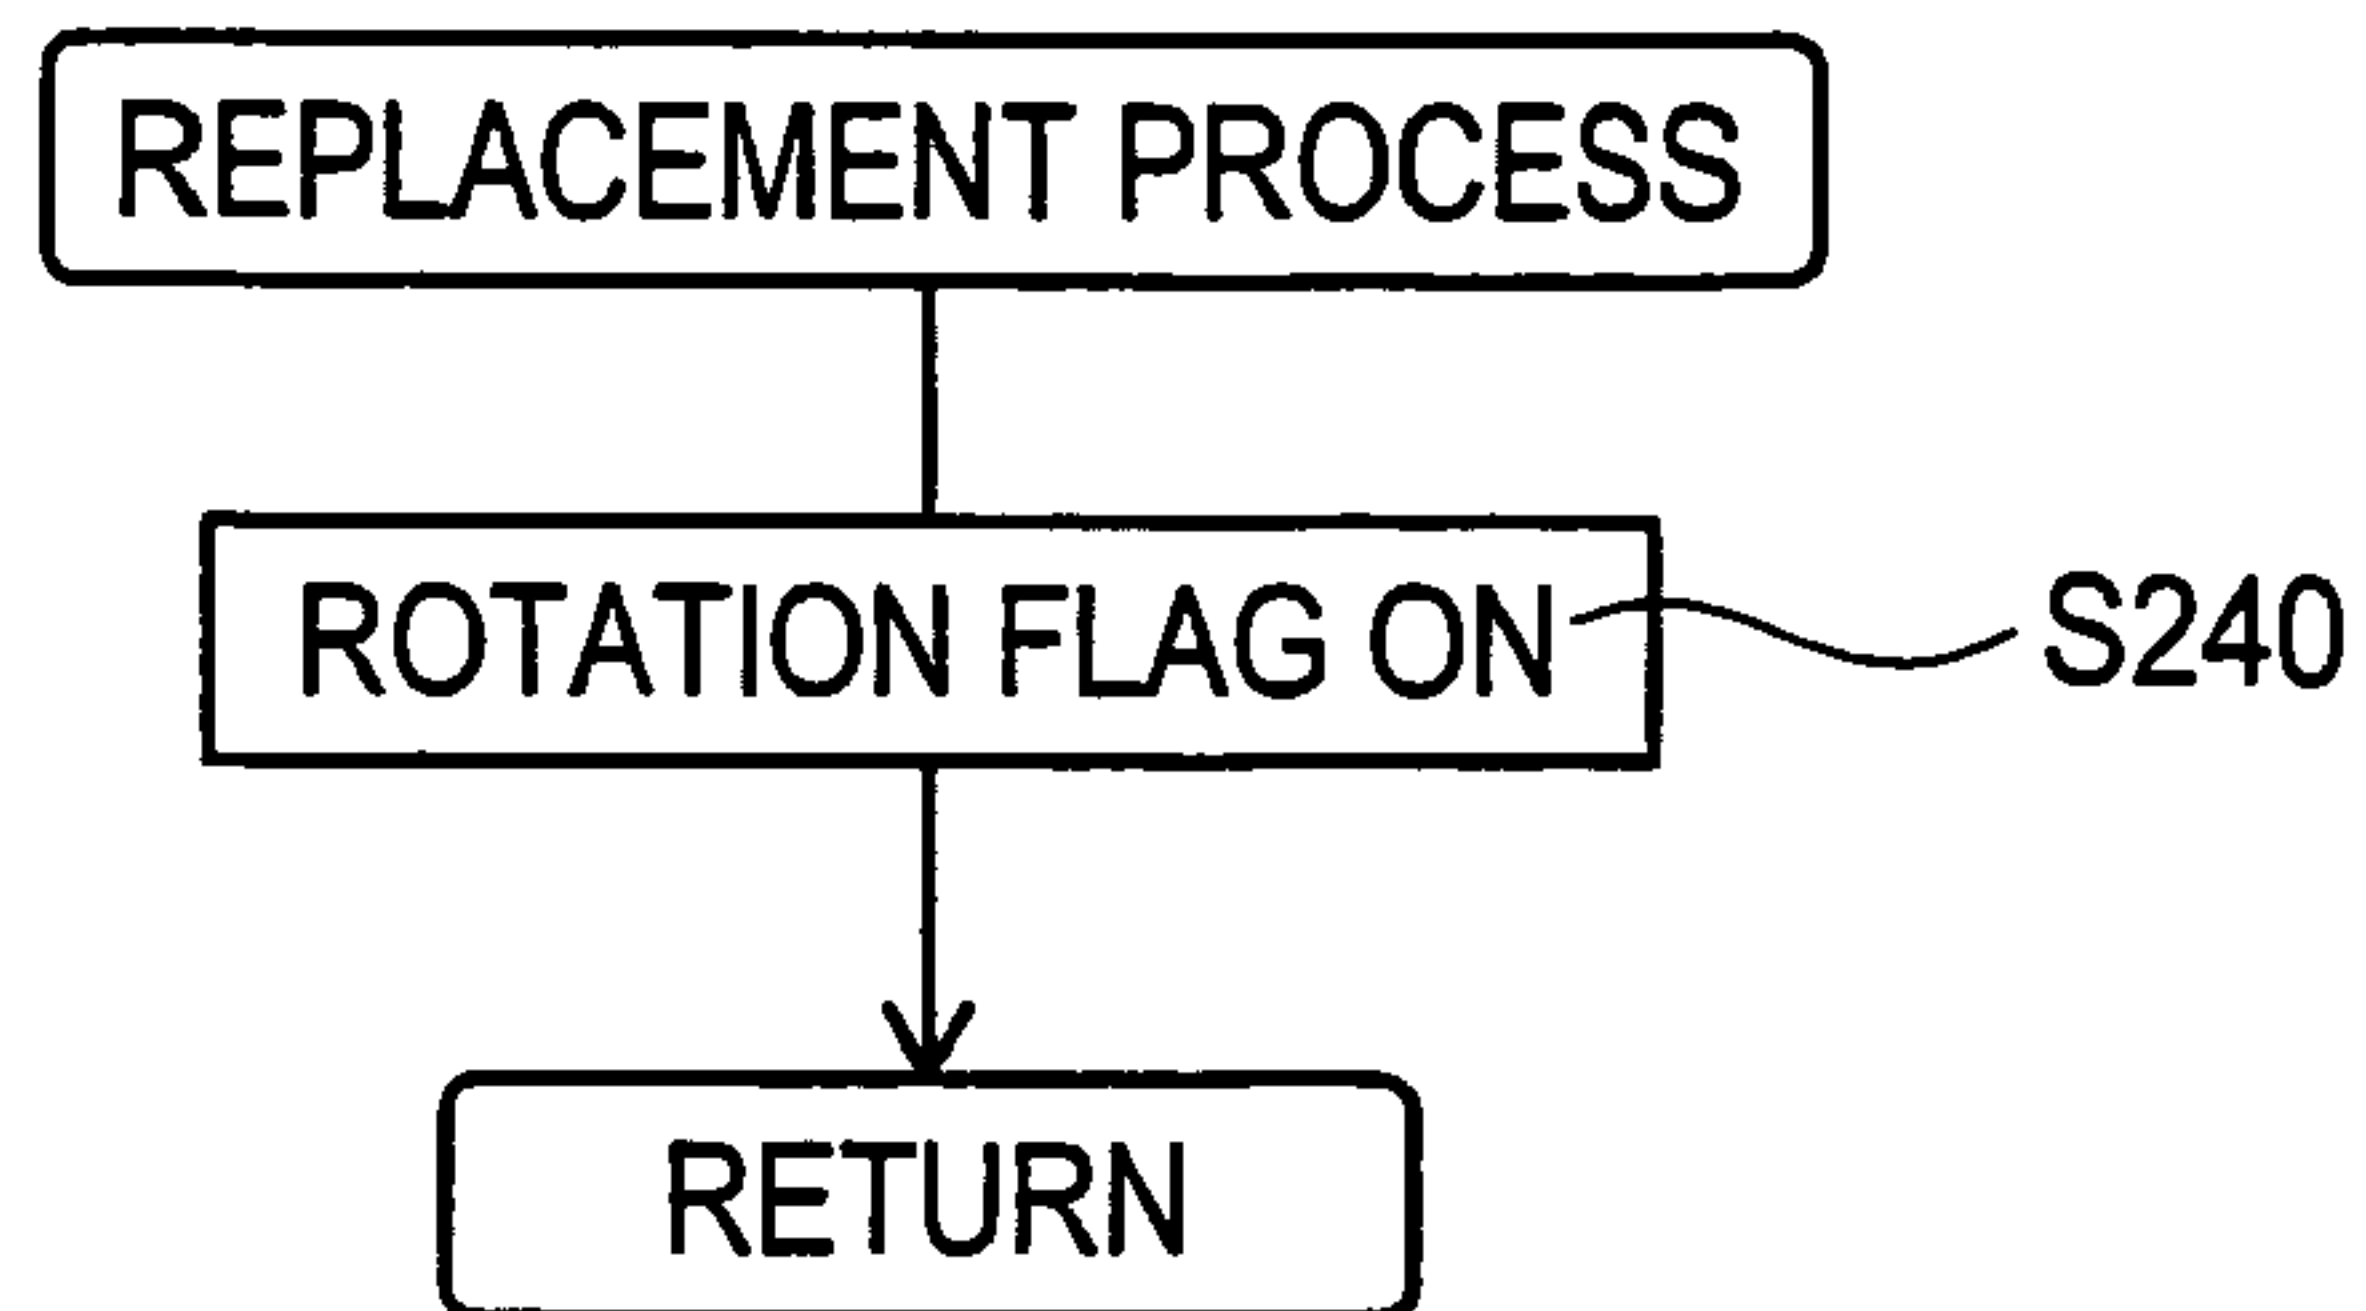 REPLACEMENT PROCESS
ROTATION FLAG ON
S240
RETURN